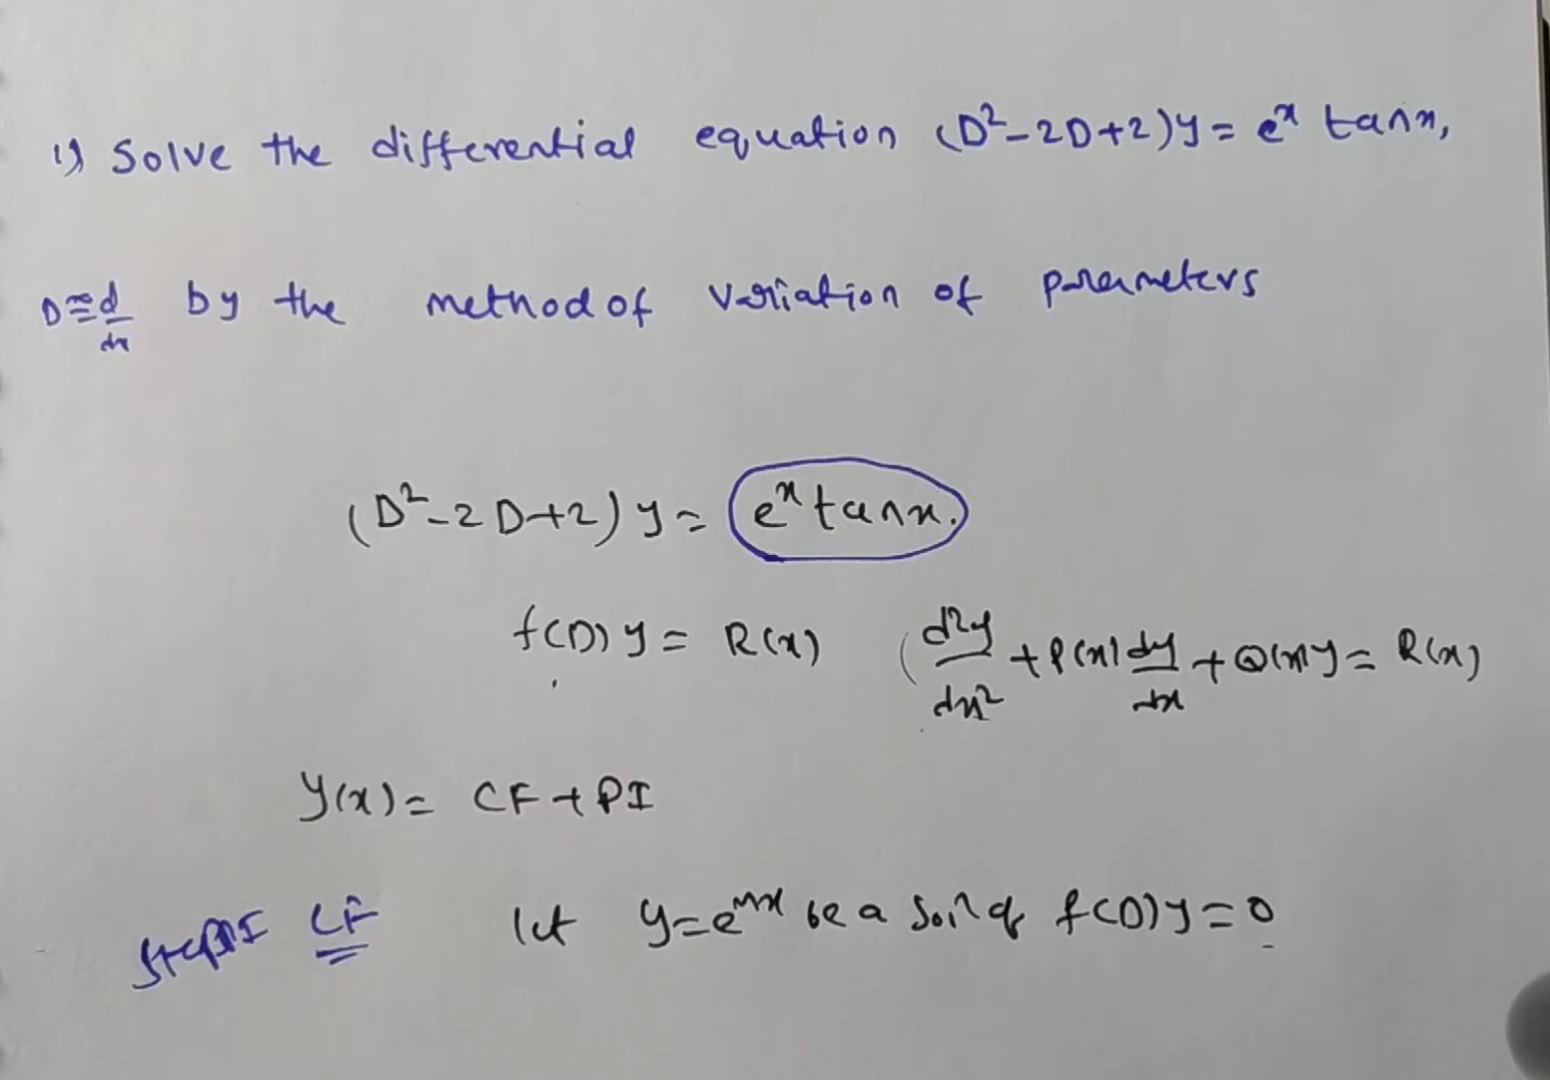 1) Solve the differential equation (D²-2D+2)y = eˣ tanx,
D≡d/dx by the method of variation of parameters
(D²-2D+2)y = eˣ tanx.
f(D)y = R(x) (d²y/dx² + P(x)dy/dx + Q(x)y = R(x)
y(x) = CF + PI
Step I CF let y=eᵐˣ be a solⁿ of f(D)y=0